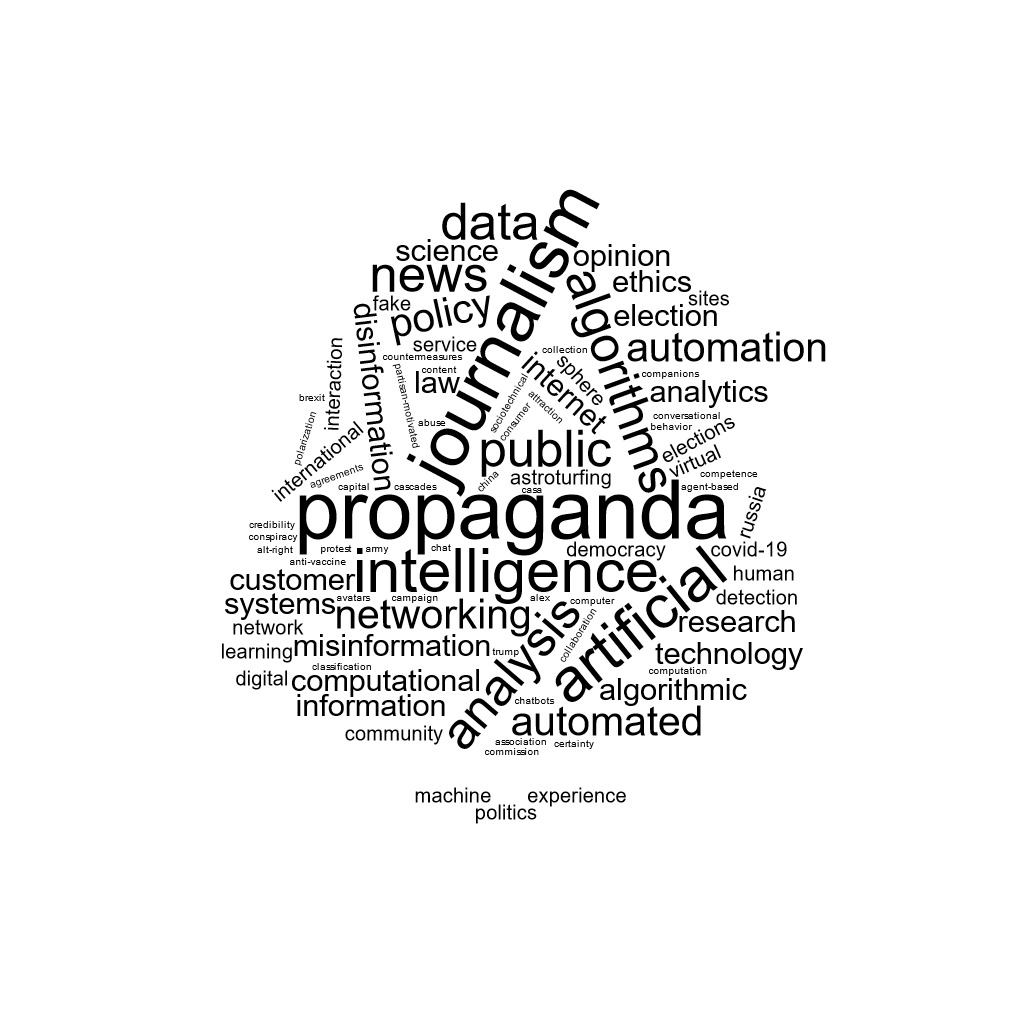 data
journalism
science
opinion
news
algorithms
ethics
fake
policy
sites
disinformation
election
service
automation
interaction
countermeasures
collection
internet
sphere
content
partisan-motivated
law
companions
analytics
sociotechnical
brexit
attraction
consumer
abuse
conversational
behavior
polarization
international
public
elections
virtual
agreements
china
astroturfing
competence
capital
cascades
casa
agent-based
propaganda
russia
credibility
conspiracy
alt-right
protest
army
chat
democracy
covid-19
anti-vaccine
customer
intelligence
artificial
human
systems
avatars
campaign
alex
computer
detection
networking
analysis
collaboration
network
research
learning
misinformation
trump
technology
classification
computation
digital
computational
algorithmic
information
chatbots
automated
community
association
certainty
commission
machine
experience
politics